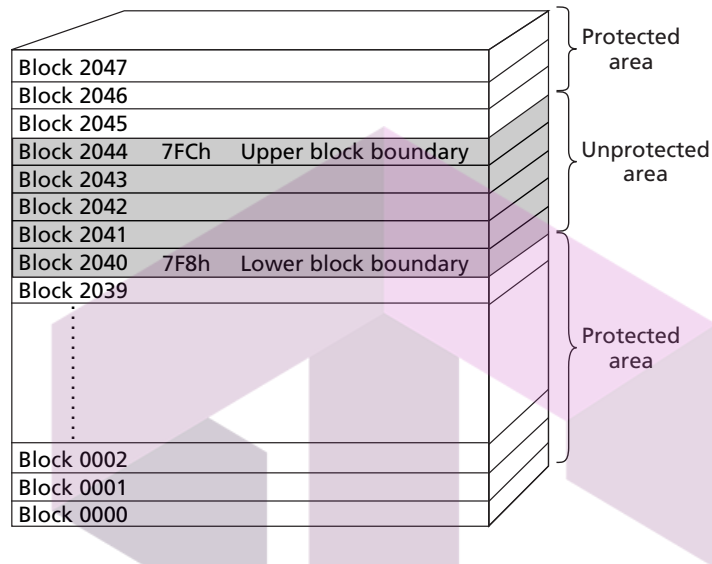 Block 2047
Block 2046
Block 2045
Block 2044 7FCh Upper block boundary
Block 2043
Block 2042
Block 2041
Block 2040 7F8h Lower block boundary
Block 2039
Block 0002
Block 0001
Block 0000
Protected
area
Unprotected
area
Protected
area